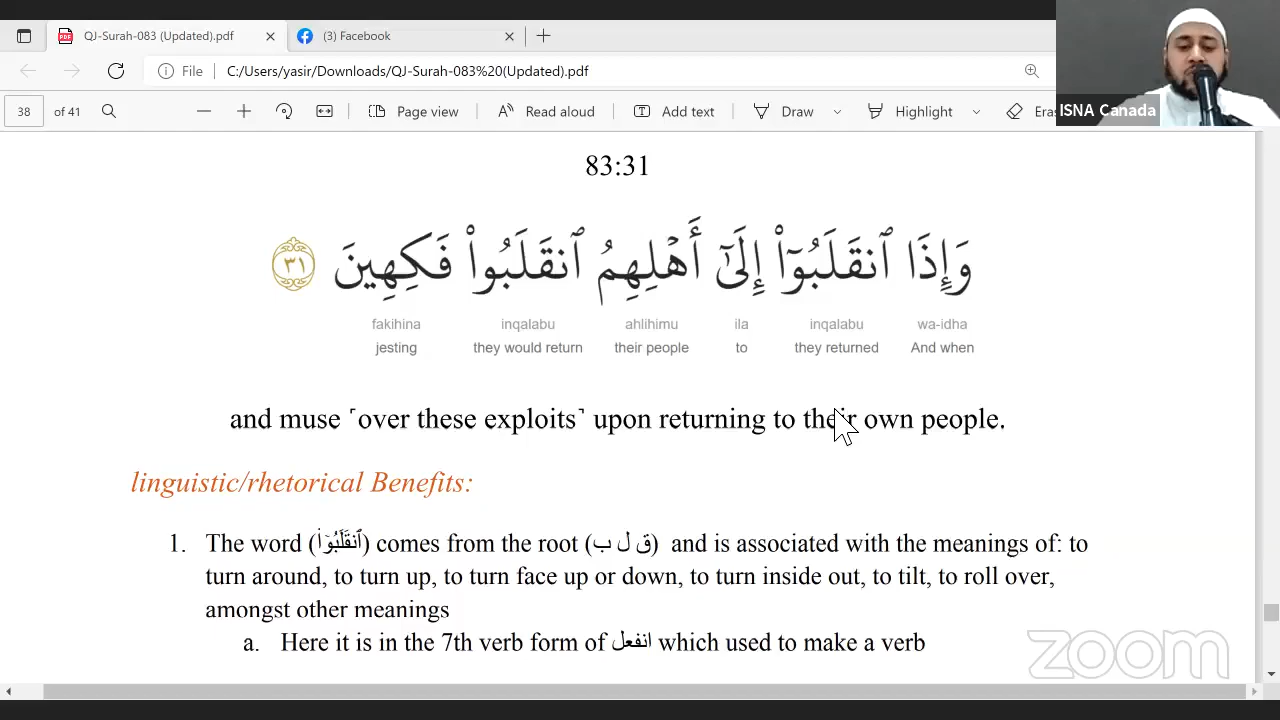 QJ-Surah-083 (Updated).pdf
(3) Facebook
File
C:/Users/yasir/Downloads/QJ-Surah-083%20(Updated).pdf
ISNA Canada
38 of 41
Page view
Read aloud
Add text
Draw
Highlight
Eras
83:31
وَإِذَا ٱنقَلَبُوٓا۟ إِلَىٰٓ أَهْلِهِمُ ٱنقَلَبُوا۟ فَكِهِينَ ٣١
fakihina inqalabu ahlihimu ila inqalabu wa-idha
jesting they would return their people to they returned And when
and muse ˹over these exploits˺ upon returning to their own people.
linguistic/rhetorical Benefits:
1. The word (ٱنقَلَبُوٓا۟) comes from the root (ق ل ب) and is associated with the meanings of: to
turn around, to turn up, to turn face up or down, to turn inside out, to tilt, to roll over,
amongst other meanings
a. Here it is in the 7th verb form of انفعل which used to make a verb
zoom